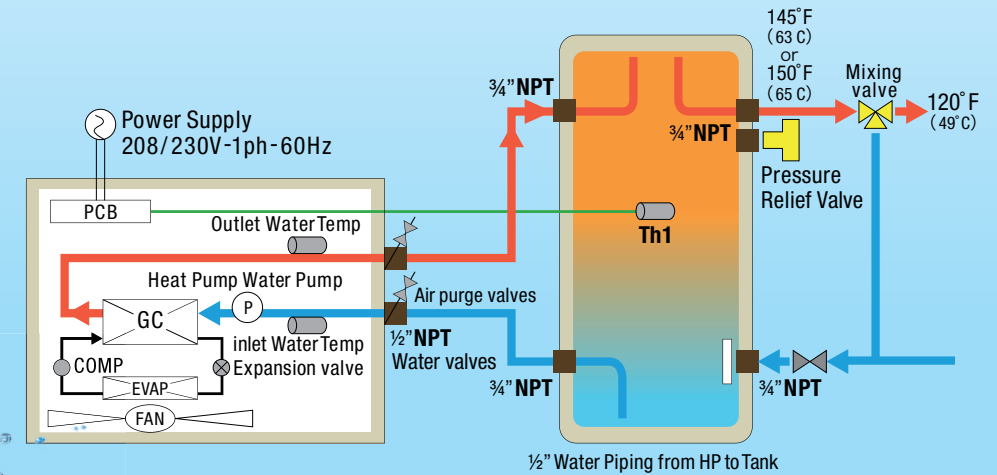 145°F
(63 C)
or
150°F
(65 C)
Mixing
valve
120°F
(49°C)
¾" NPT
¾" NPT
Power Supply
208/230V-1ph-60Hz
Pressure
Relief Valve
PCB
Outlet Water Temp
Th1
Heat Pump Water Pump
Air purge valves
P
GC
½" NPT
Water valves
inlet Water Temp
Expansion valve
COMP
EVAP
FAN
¾" NPT
¾" NPT
½" Water Piping from HP to Tank